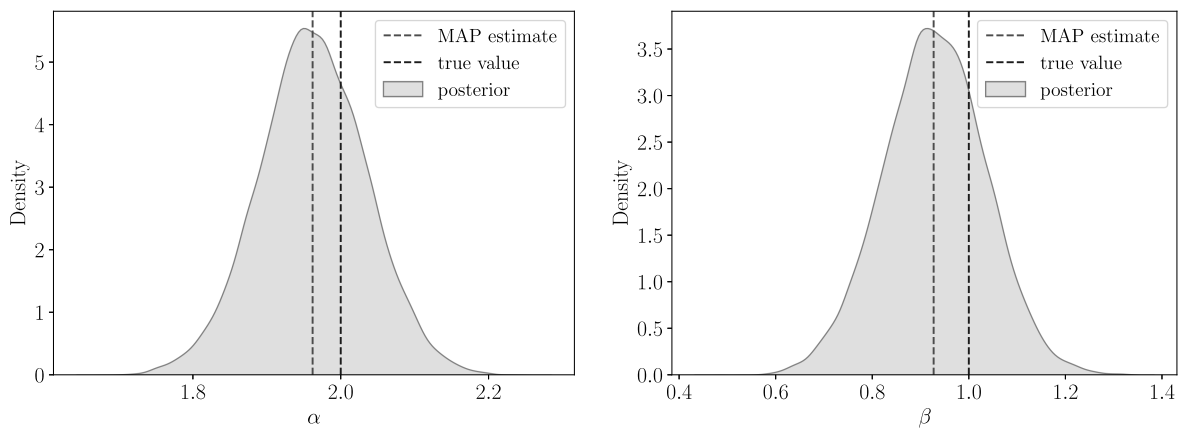 MAP estimate
true value
posterior
Density
5
4
3
2
1
0
1.8 2.0 2.2
α
MAP estimate
true value
posterior
Density
3.5
3.0
2.5
2.0
1.5
1.0
0.5
0.0
0.4 0.6 0.8 1.0 1.2 1.4
β